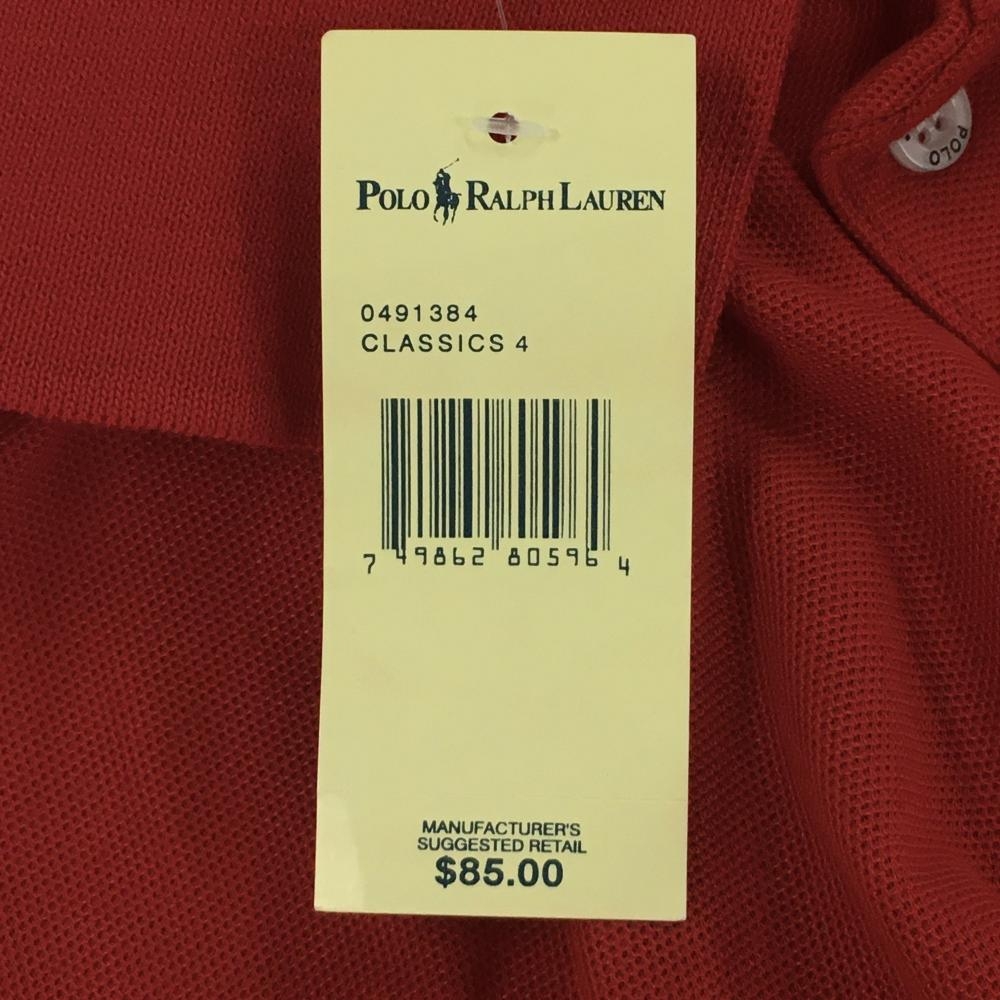 POLO RALPH LAUREN
POLO
0491384
CLASSICS 4
7 49862 80596 4
MANUFACTURER'S
SUGGESTED RETAIL
$85.00